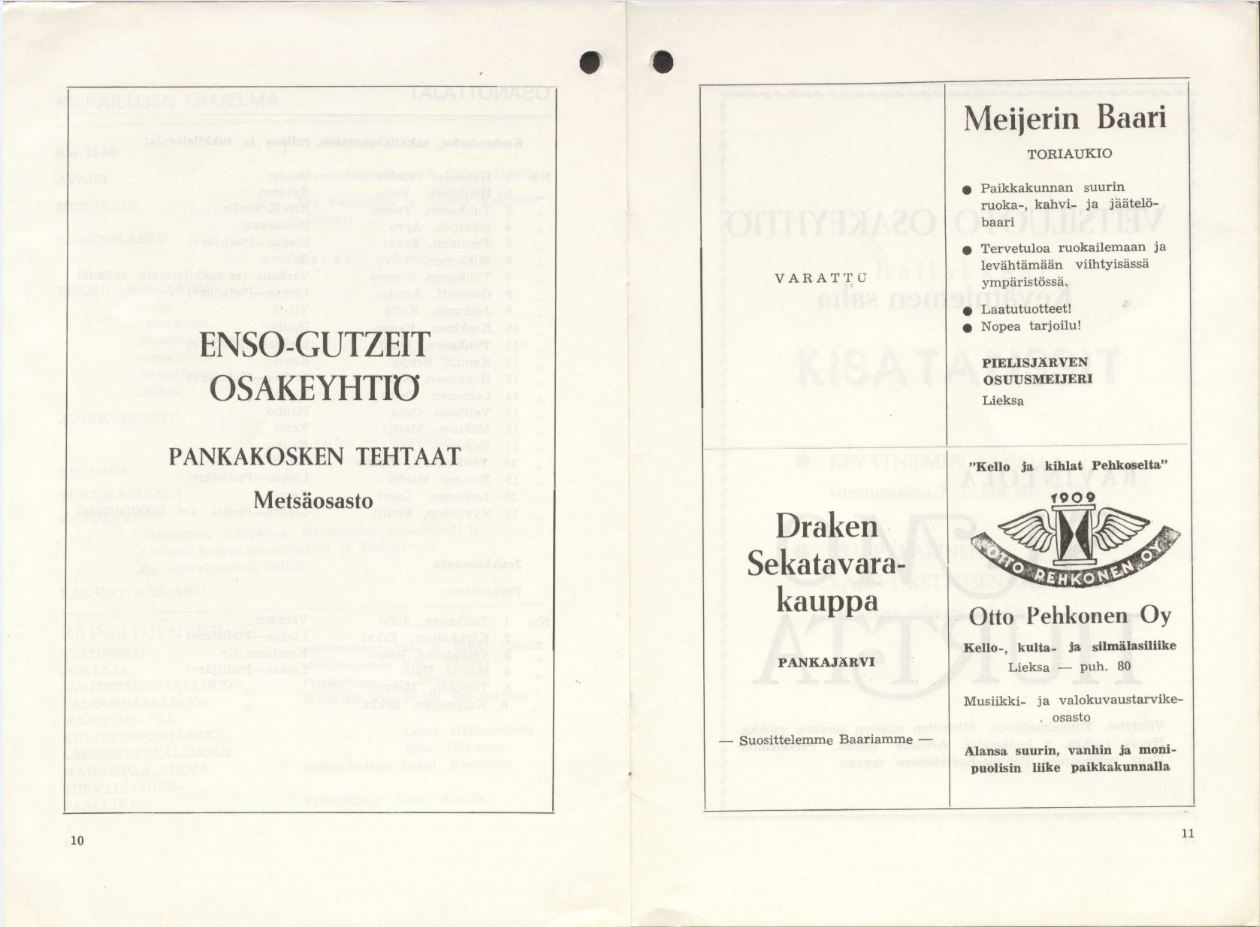 ENSO-GUTZEIT
OSAKEYHTIÖ
PANKAKOSKEN TEHTAAT
Metsäosasto
10
VARATTU
Meijerin Baari
TORIAUKIO
● Paikkakunnan suurin
ruoka-, kahvi- ja jäätelö-
baari
● Tervetuloa ruokailemaan ja
levähtämään viihtyisässä
ympäristössä.
● Laatutuotteet!
● Nopea tarjoilu!
PIELISJÄRVEN
OSUUSMEIJERI
Lieksa
Draken
Sekatavara-
kauppa
PANKAJÄRVI
— Suosittelemme Baariamme —
"Kello ja kihlat Pehkoselta"
1909
OTTO PEHKONEN OY
Otto Pehkonen Oy
Kello-, kulta- ja silmälasiliike
Lieksa — puh. 80
Musiikki- ja valokuvaustarvike-
osasto
Alansa suurin, vanhin ja moni-
puolisin liike paikkakunnalla
11